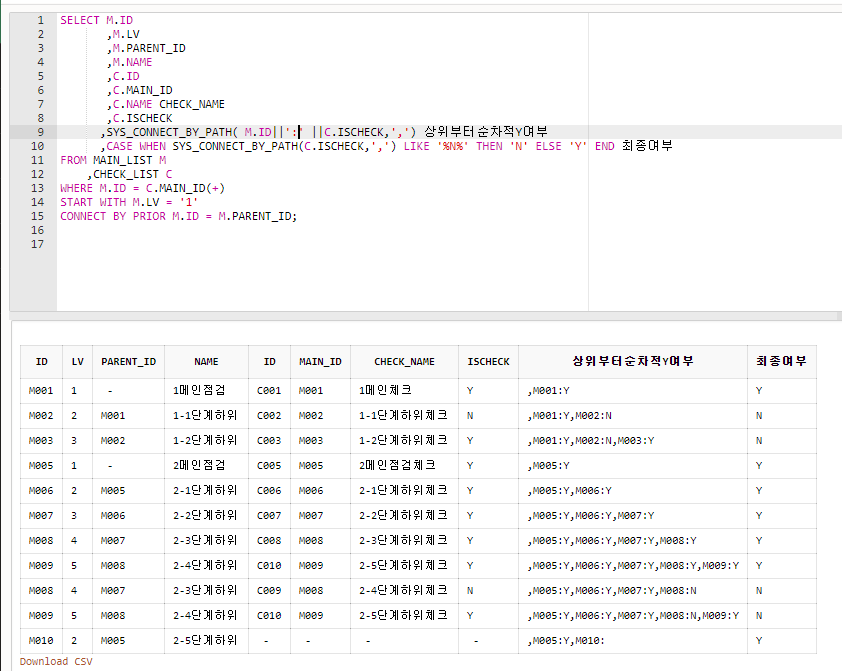 1 SELECT M.ID
2 ,M.LV
3 ,M.PARENT_ID
4 ,M.NAME
5 ,C.ID
6 ,C.MAIN_ID
7 ,C.NAME CHECK_NAME
8 ,C.ISCHECK
9 ,SYS_CONNECT_BY_PATH( M.ID||':' ||C.ISCHECK,',') 상위부터순차적Y여부
10 ,CASE WHEN SYS_CONNECT_BY_PATH(C.ISCHECK,',') LIKE '%N%' THEN 'N' ELSE 'Y' END 최종여부
11 FROM MAIN_LIST M
12 ,CHECK_LIST C
13 WHERE M.ID = C.MAIN_ID(+)
14 START WITH M.LV = '1'
15 CONNECT BY PRIOR M.ID = M.PARENT_ID;
16
17
ID LV PARENT_ID NAME ID MAIN_ID CHECK_NAME ISCHECK 상위부터순차적Y여부 최종여부
M001 1 - 1메인점검 C001 M001 1메인체크 Y ,M001:Y Y
M002 2 M001 1-1단계하위 C002 M002 1-1단계하위체크 N ,M001:Y,M002:N N
M003 3 M002 1-2단계하위 C003 M003 1-2단계하위체크 Y ,M001:Y,M002:N,M003:Y N
M005 1 - 2메인점검 C005 M005 2메인점검체크 Y ,M005:Y Y
M006 2 M005 2-1단계하위 C006 M006 2-1단계하위체크 Y ,M005:Y,M006:Y Y
M007 3 M006 2-2단계하위 C007 M007 2-2단계하위체크 Y ,M005:Y,M006:Y,M007:Y Y
M008 4 M007 2-3단계하위 C008 M008 2-3단계하위체크 Y ,M005:Y,M006:Y,M007:Y,M008:Y Y
M009 5 M008 2-4단계하위 C010 M009 2-5단계하위체크 Y ,M005:Y,M006:Y,M007:Y,M008:Y,M009:Y Y
M008 4 M007 2-3단계하위 C009 M008 2-4단계하위체크 N ,M005:Y,M006:Y,M007:Y,M008:N N
M009 5 M008 2-4단계하위 C010 M009 2-5단계하위체크 Y ,M005:Y,M006:Y,M007:Y,M008:N,M009:Y N
M010 2 M005 2-5단계하위 - - - - ,M005:Y,M010: Y
Download CSV